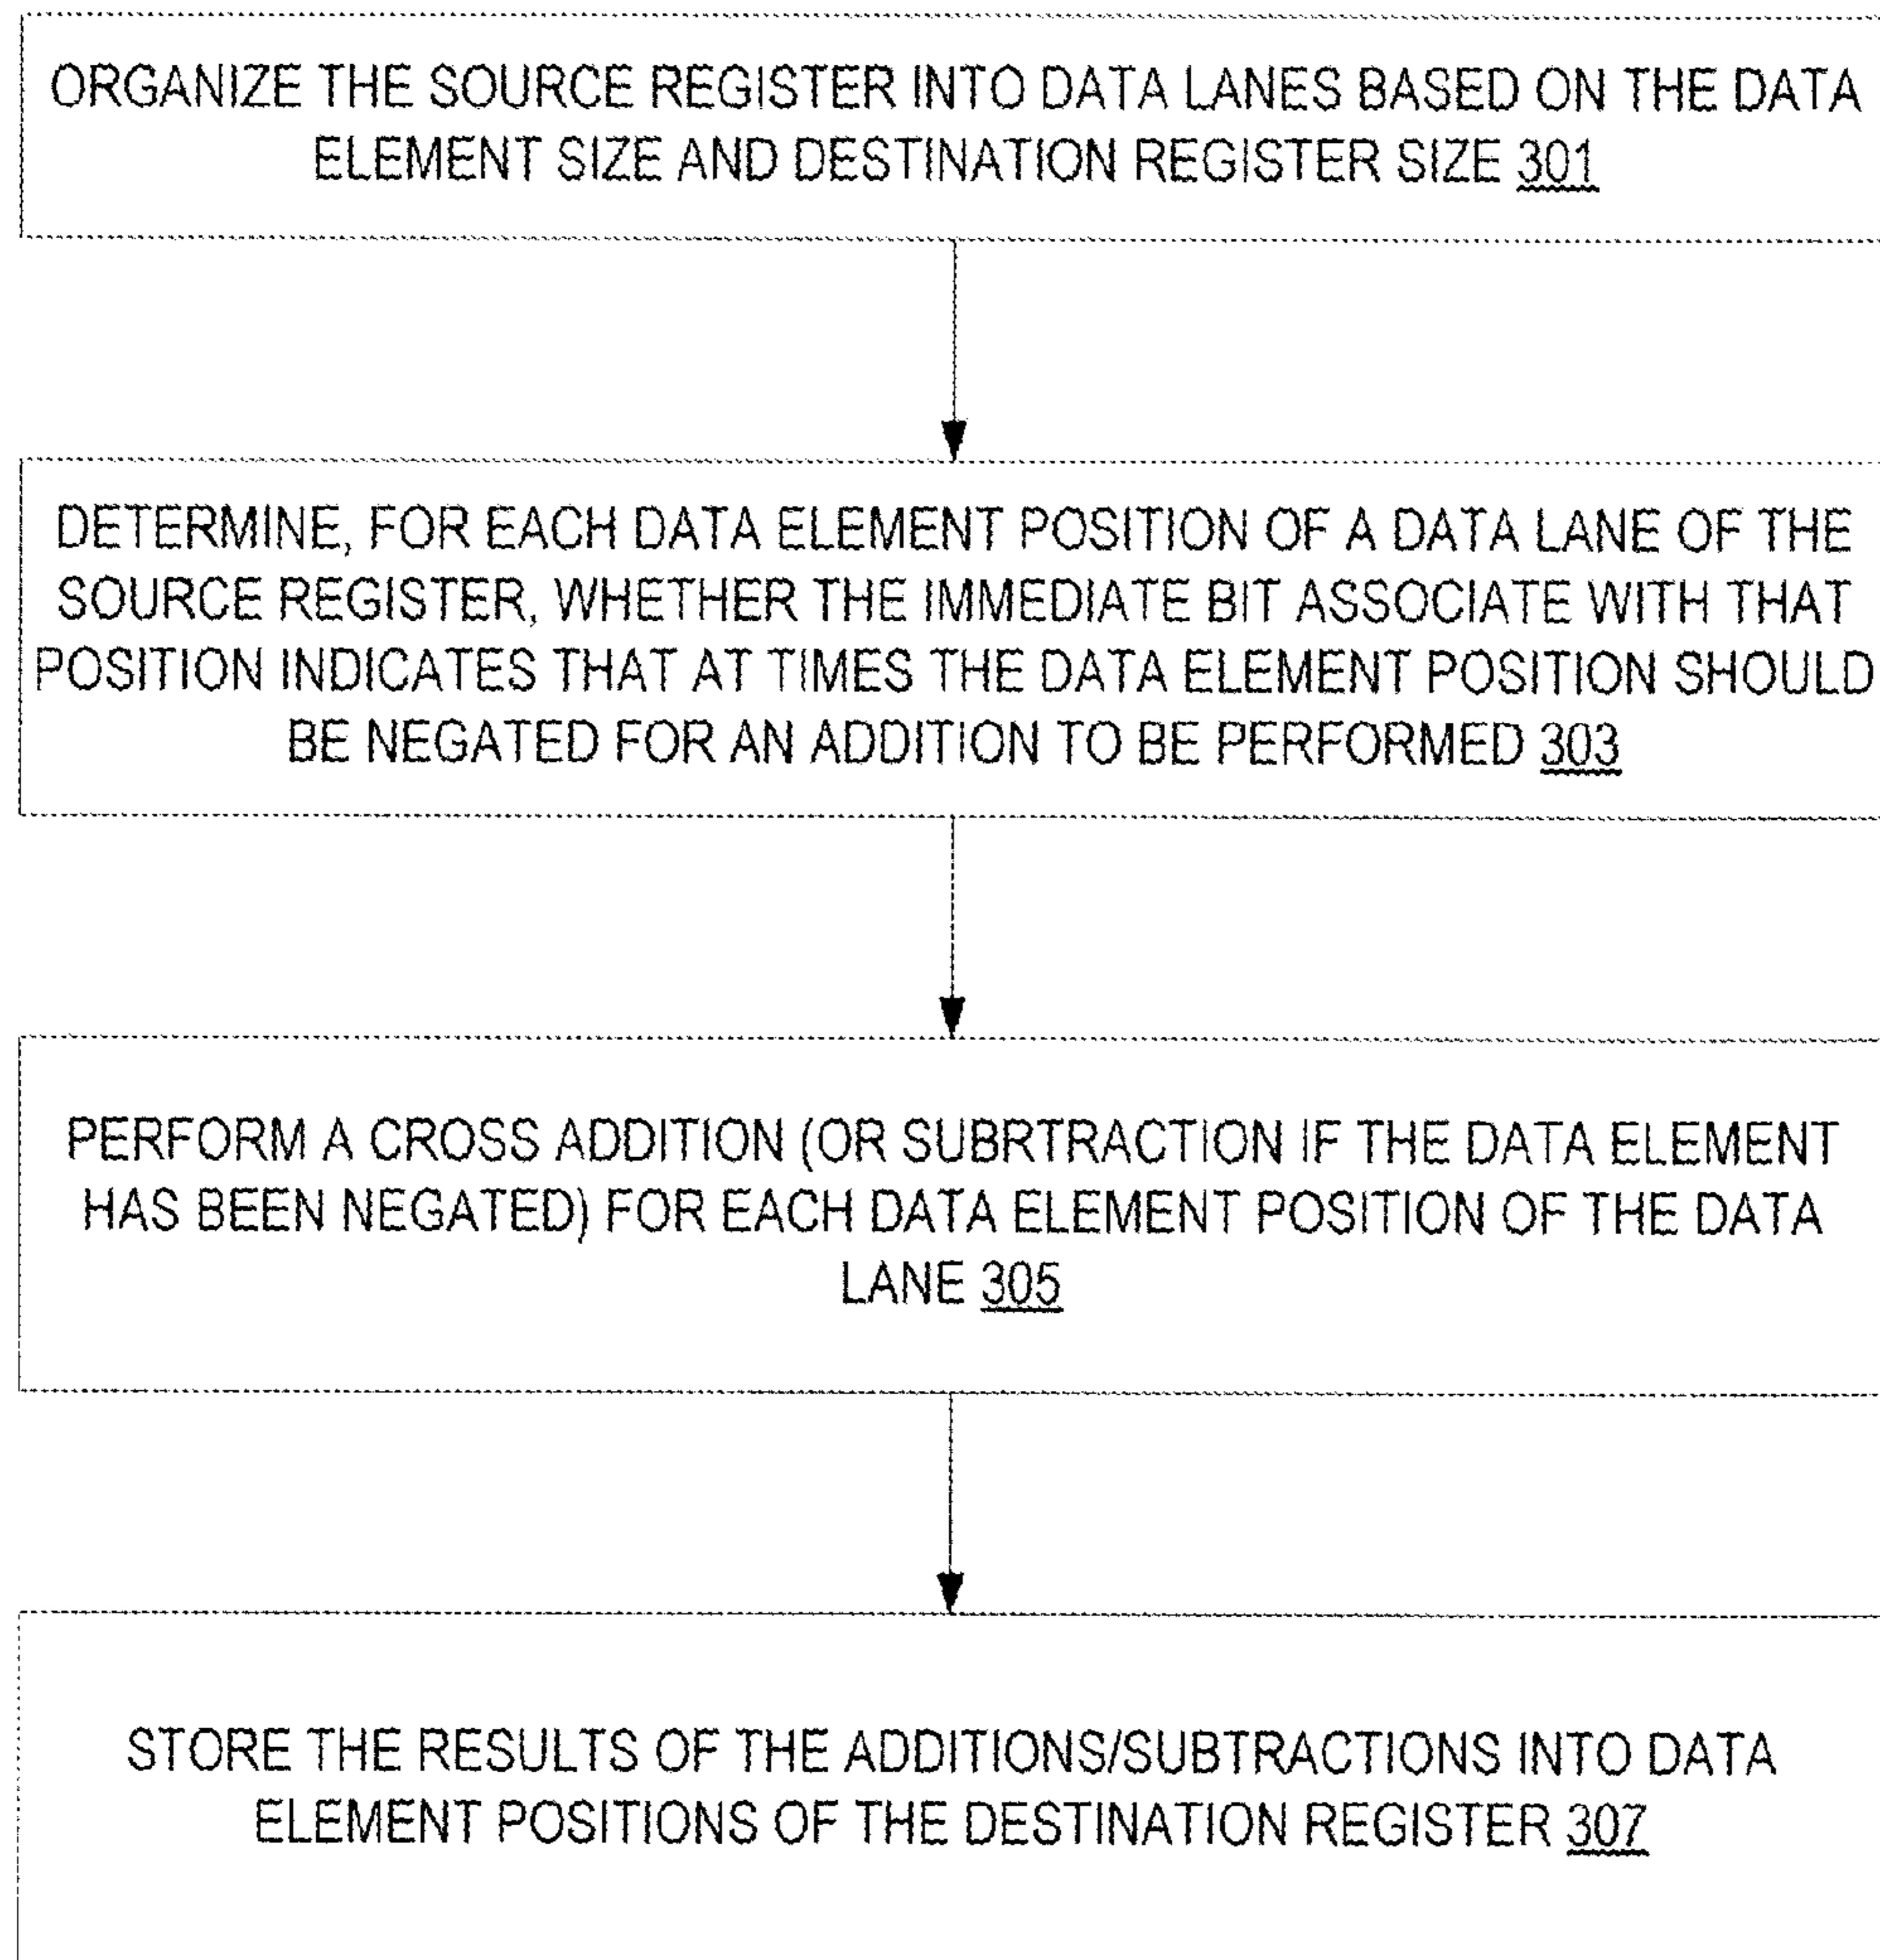 ORGANIZE THE SOURCE REGISTER INTO DATA LANES BASED ON THE DATA
ELEMENT SIZE AND DESTINATION REGISTER SIZE 301
DETERMINE, FOR EACH DATA ELEMENT POSITION OF A DATA LANE OF THE
SOURCE REGISTER, WHETHER THE IMMEDIATE BIT ASSOCIATE WITH THAT
POSITION INDICATES THAT AT TIMES THE DATA ELEMENT POSITION SHOULD
BE NEGATED FOR AN ADDITION TO BE PERFORMED 303
PERFORM A CROSS ADDITION (OR SUBRTRACTION IF THE DATA ELEMENT
HAS BEEN NEGATED) FOR EACH DATA ELEMENT POSITION OF THE DATA
LANE 305
STORE THE RESULTS OF THE ADDITIONS/SUBTRACTIONS INTO DATA
ELEMENT POSITIONS OF THE DESTINATION REGISTER 307